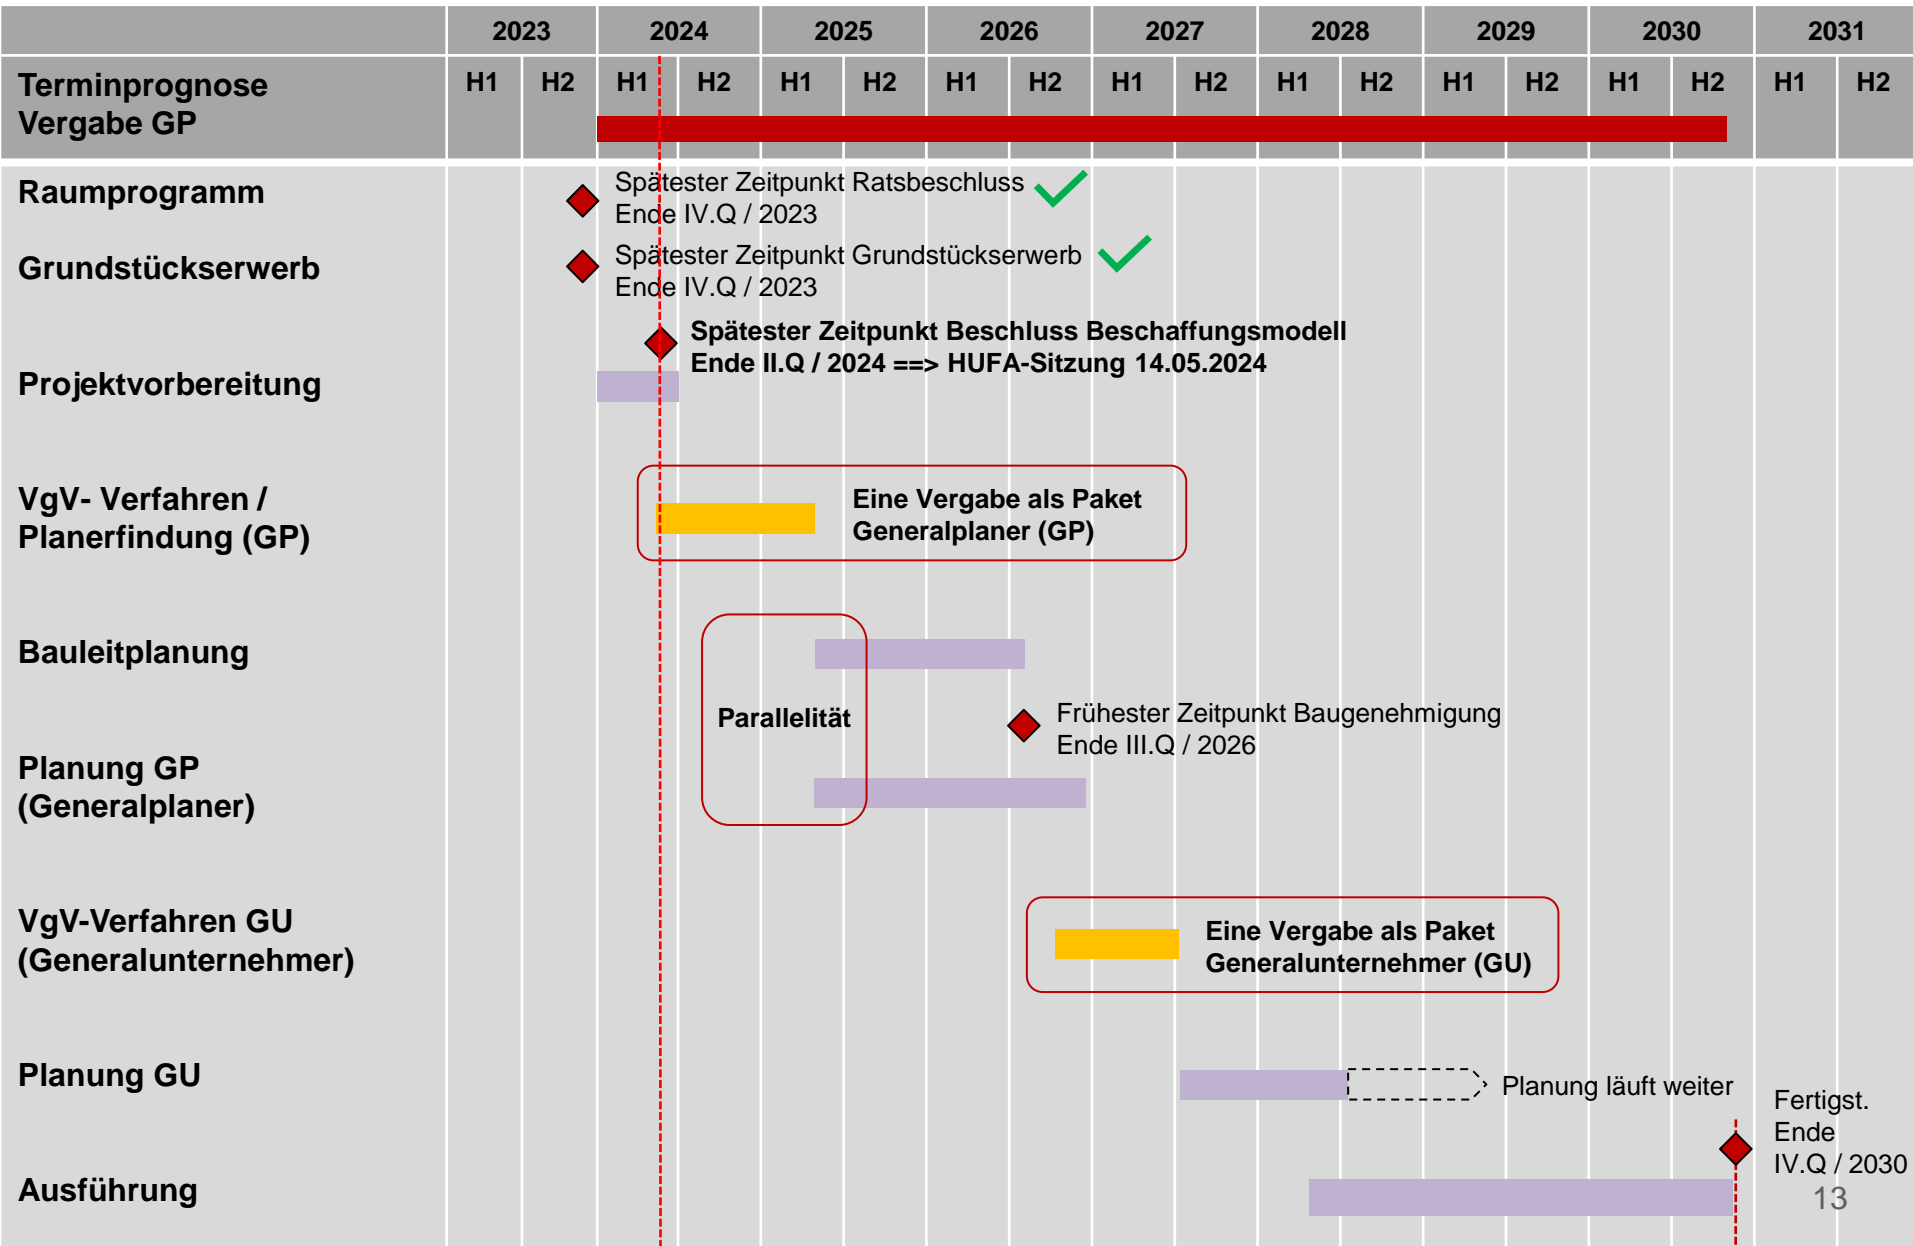 2023 2024 2025 2026 2027 2028 2029 2030 2031
Terminprognose
Vergabe GP
H1 H2 H1 H2 H1 H2 H1 H2 H1 H2 H1 H2 H1 H2 H1 H2 H1 H2
Raumprogramm
Spätester Zeitpunkt Ratsbeschluss
Ende IV.Q / 2023
Grundstückserwerb
Spätester Zeitpunkt Grundstückserwerb
Ende IV.Q / 2023
Spätester Zeitpunkt Beschluss Beschaffungsmodell
Ende II.Q / 2024 ==> HUFA-Sitzung 14.05.2024
Projektvorbereitung
VgV- Verfahren /
Planerfindung (GP)
Eine Vergabe als Paket
Generalplaner (GP)
Bauleitplanung
Parallelität
Frühester Zeitpunkt Baugenehmigung
Ende III.Q / 2026
Planung GP
(Generalplaner)
VgV-Verfahren GU
(Generalunternehmer)
Eine Vergabe als Paket
Generalunternehmer (GU)
Planung GU
Planung läuft weiter
Fertigst.
Ende
IV.Q / 2030
Ausführung
13